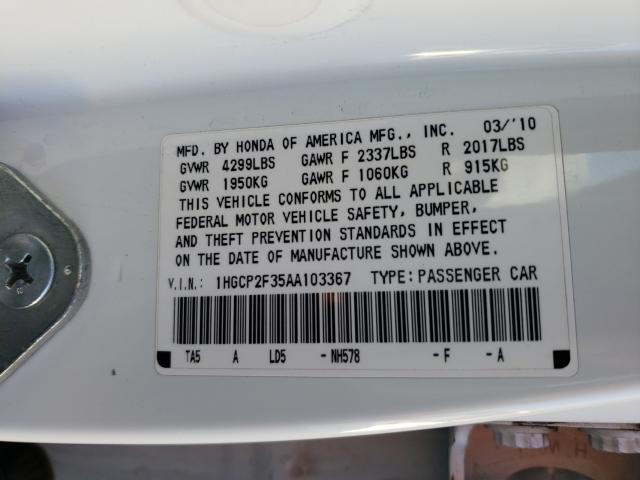 MFD. BY HONDA OF AMERICA MFG., INC. 03/'10
GVWR 4299LBS GAWR F 2337LBS R 2017LBS
GVWR 1950KG GAWR F 1060KG R 915KG
THIS VEHICLE CONFORMS TO ALL APPLICABLE
FEDERAL MOTOR VEHICLE SAFETY, BUMPER,
AND THEFT PREVENTION STANDARDS IN EFFECT
ON THE DATE OF MANUFACTURE SHOWN ABOVE.
V.I.N.: 1HGCP2F35AA103367 TYPE: PASSENGER CAR
TA5 A LD5 -NH578 -F -A